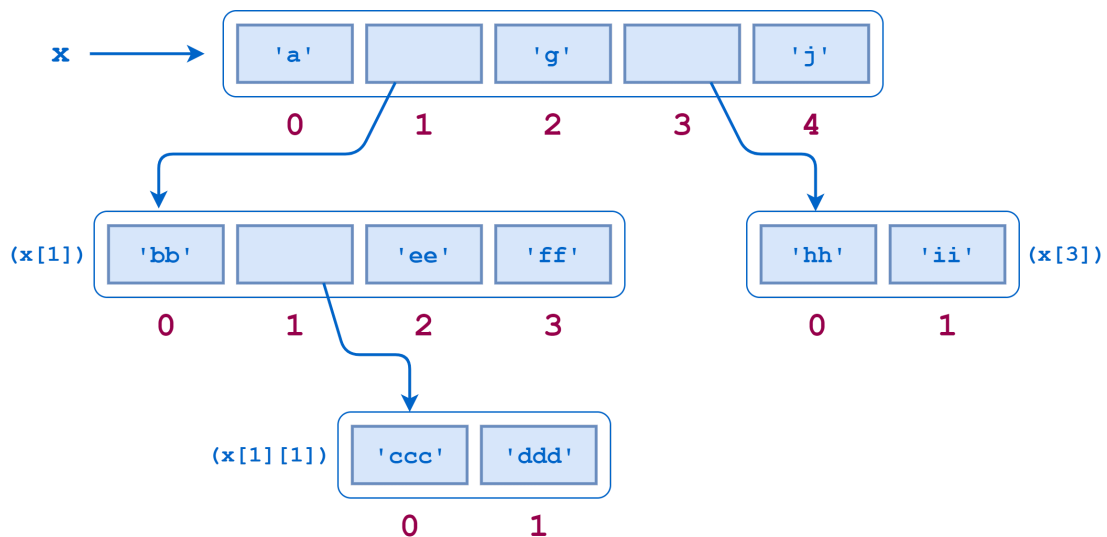 x 'a' 'g' 'j'
0 1 2 3 4
(x[1]) 'bb' 'ee' 'ff' 'hh' 'ii' (x[3])
0 1 2 3 0 1
(x[1][1]) 'ccc' 'ddd'
0 1